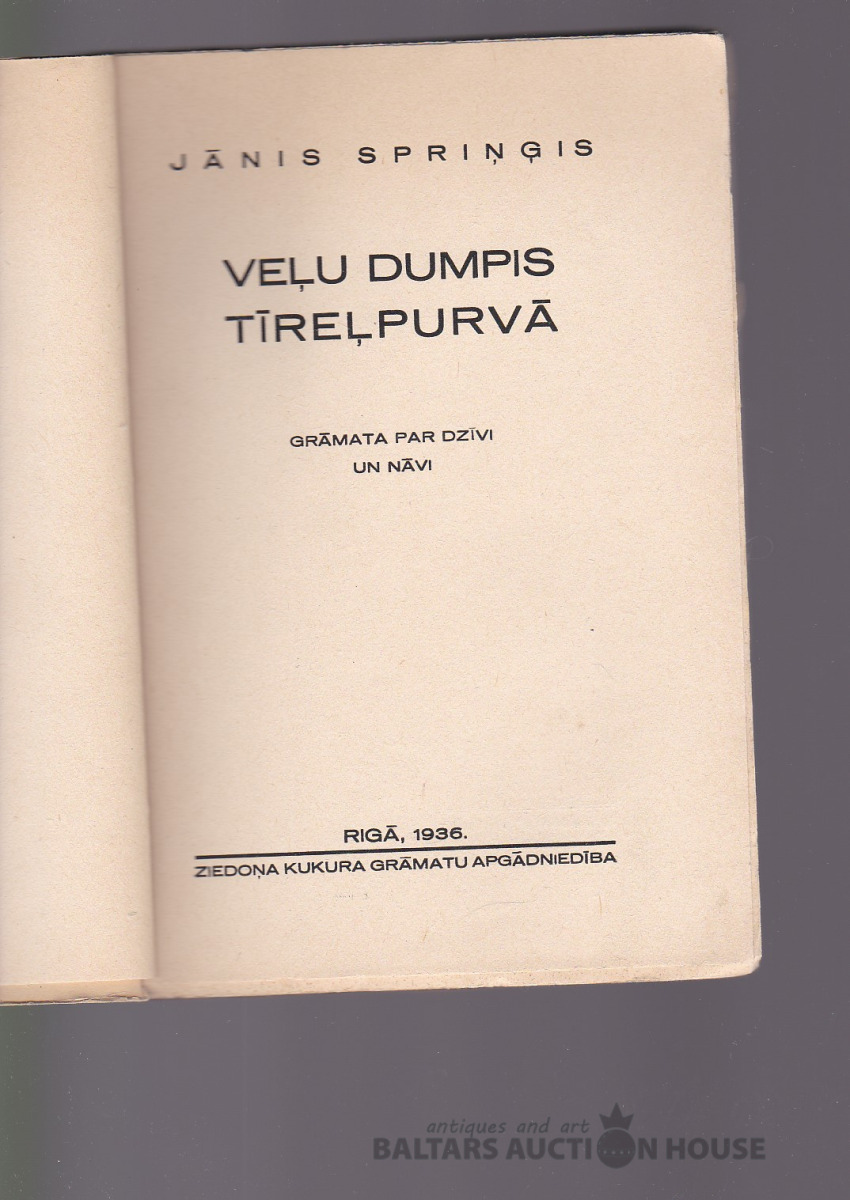 JĀNIS SPRIŅĢIS
VEĻU DUMPIS
TĪREĻPURVĀ
GRĀMATA PAR DZĪVI
UN NĀVI
RIGĀ, 1936.
ZIEDOŅA KUKURA GRĀMATU APGĀDNIEDĪBA
antiques and art
BALTARS AUCTION HOUSE